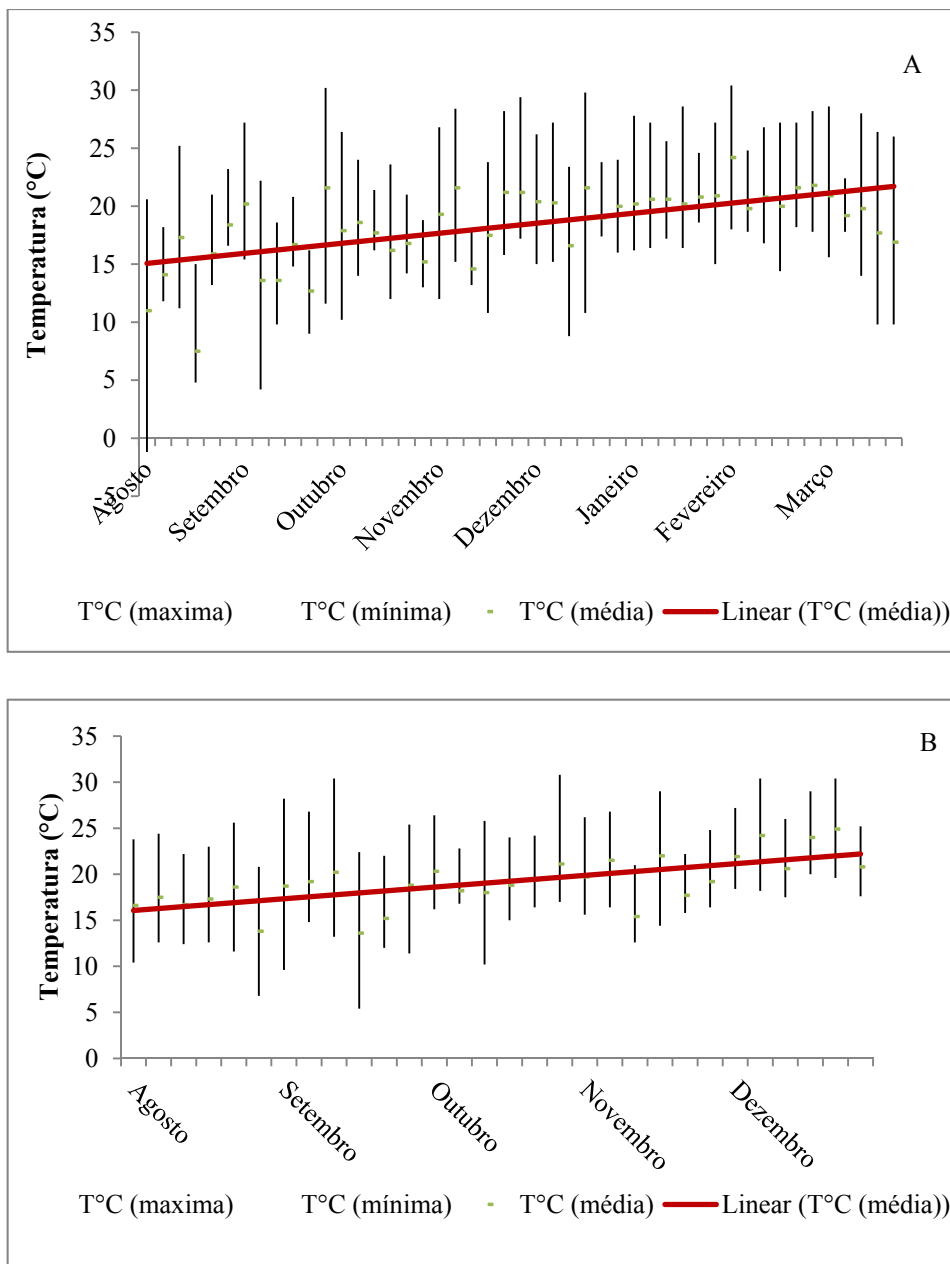 A
Temperatura (°C)
35
30
25
20
15
10
5
0
-5
Agosto
Setembro
Outubro
Novembro
Dezembro
Janeiro
Fevereiro
Março
T°C (maxima) T°C (mínima) T°C (média) Linear (T°C (média))
B
Temperatura (°C)
35
30
25
20
15
10
5
0
Agosto
Setembro
Outubro
Novembro
Dezembro
T°C (maxima) T°C (mínima) T°C (média) Linear (T°C (média))